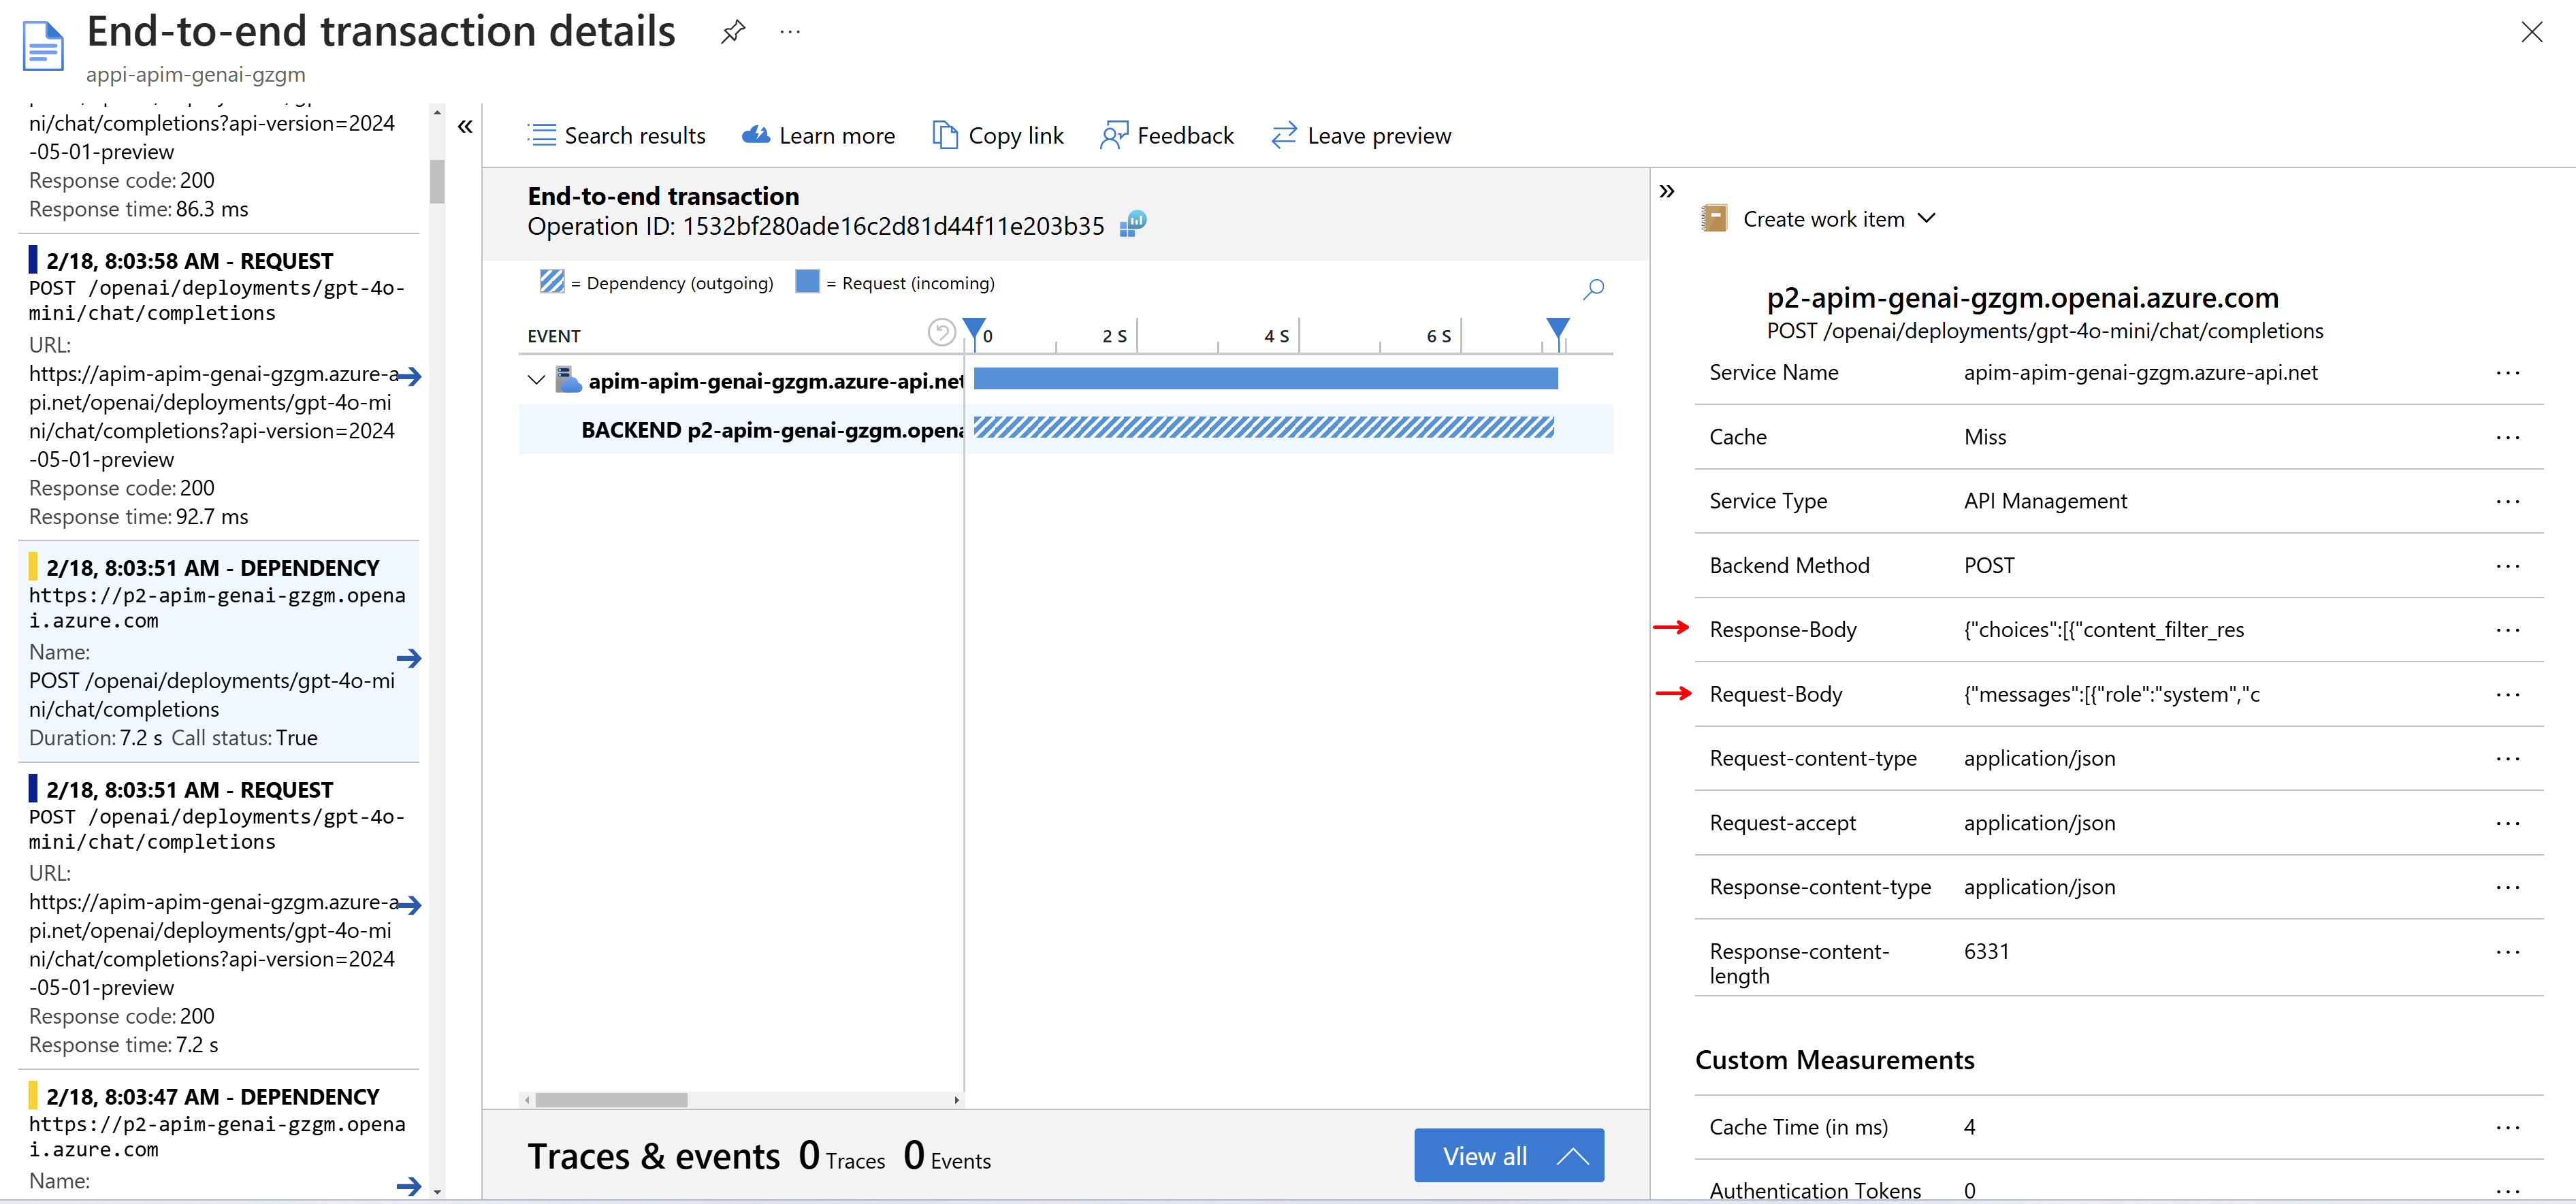 End-to-end transaction details
appi-apim-genai-gzgm
ni/chat/completions?api-version=2024
-05-01-preview
Response code: 200
Response time: 86.3 ms
2/18, 8:03:58 AM - REQUEST
POST /openai/deployments/gpt-4o-
mini/chat/completions
URL:
https://apim-apim-genai-gzgm.azure-a
pi.net/openai/deployments/gpt-4o-mi
ni/chat/completions?api-version=2024
-05-01-preview
Response code: 200
Response time: 92.7 ms
2/18, 8:03:51 AM - DEPENDENCY
https://p2-apim-genai-gzgm.opena
i.azure.com
Name:
POST /openai/deployments/gpt-4o-mi
ni/chat/completions
Duration: 7.2 s Call status: True
2/18, 8:03:51 AM - REQUEST
POST /openai/deployments/gpt-4o-
mini/chat/completions
URL:
https://apim-apim-genai-gzgm.azure-a
pi.net/openai/deployments/gpt-4o-mi
ni/chat/completions?api-version=2024
-05-01-preview
Response code: 200
Response time: 7.2 s
2/18, 8:03:47 AM - DEPENDENCY
https://p2-apim-genai-gzgm.opena
i.azure.com
Name:
Search results
Learn more
Copy link
Feedback
Leave preview
End-to-end transaction
Operation ID: 1532bf280ade16c2d81d44f11e203b35
= Dependency (outgoing)
= Request (incoming)
EVENT
0
2 S
4 S
6 S
apim-apim-genai-gzgm.azure-api.net
BACKEND p2-apim-genai-gzgm.opena
Traces & events 0 Traces 0 Events
View all
Create work item
p2-apim-genai-gzgm.openai.azure.com
POST /openai/deployments/gpt-4o-mini/chat/completions
Service Name apim-apim-genai-gzgm.azure-api.net
Cache Miss
Service Type API Management
Backend Method POST
Response-Body {"choices":[{"content_filter_res
Request-Body {"messages":[{"role":"system","c
Request-content-type application/json
Request-accept application/json
Response-content-type application/json
Response-content- 6331
length
Custom Measurements
Cache Time (in ms) 4
Authentication Tokens 0